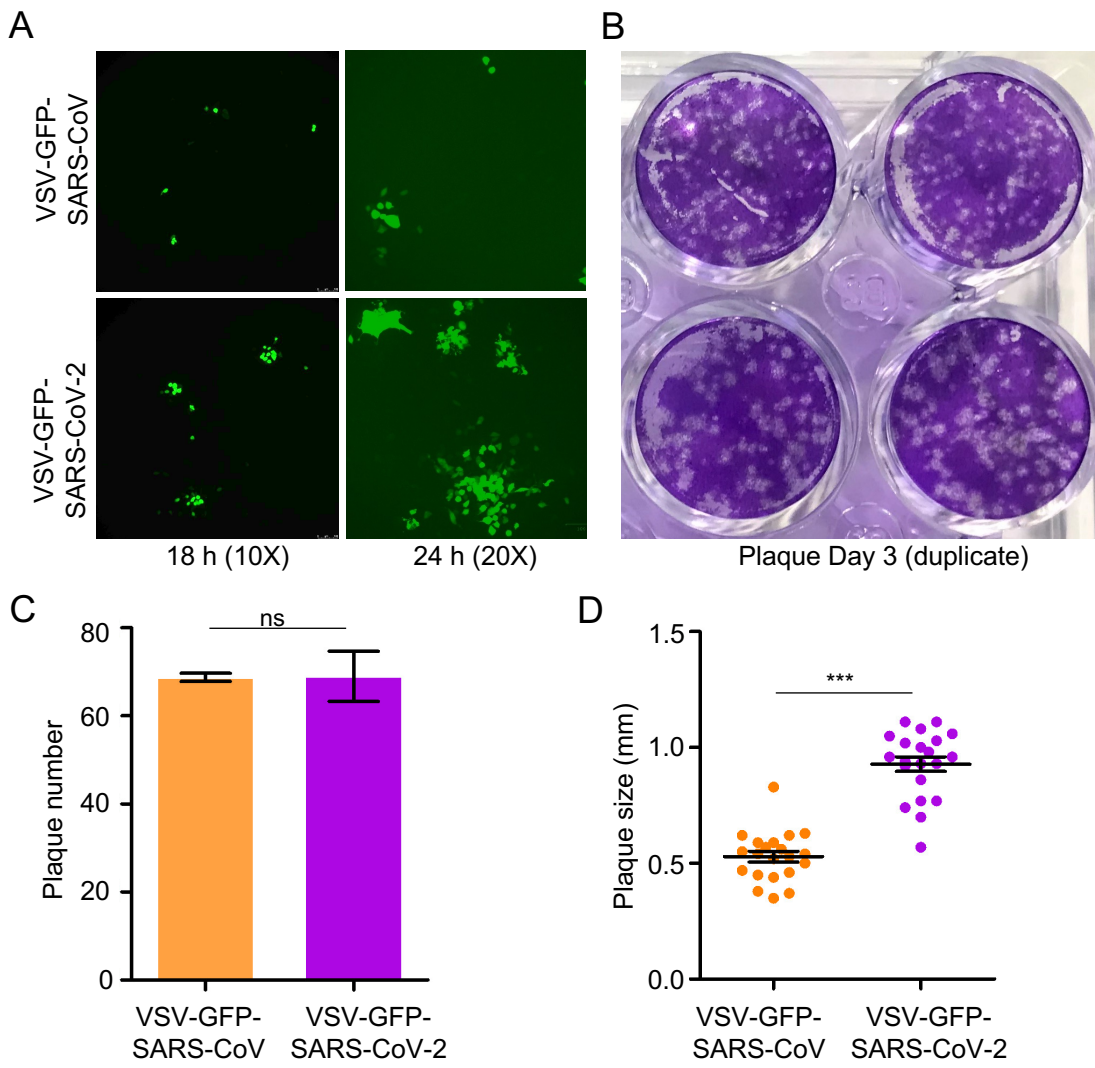 A
VSV-GFP-
SARS-CoV
VSV-GFP-
SARS-CoV-2
18 h (10X)
24 h (20X)
B
Plaque Day 3 (duplicate)
C
Plaque number
80
60
40
20
0
ns
VSV-GFP-
SARS-CoV
VSV-GFP-
SARS-CoV-2
D
Plaque size (mm)
1.5
1.0
0.5
0.0
***
VSV-GFP-
SARS-CoV
VSV-GFP-
SARS-CoV-2